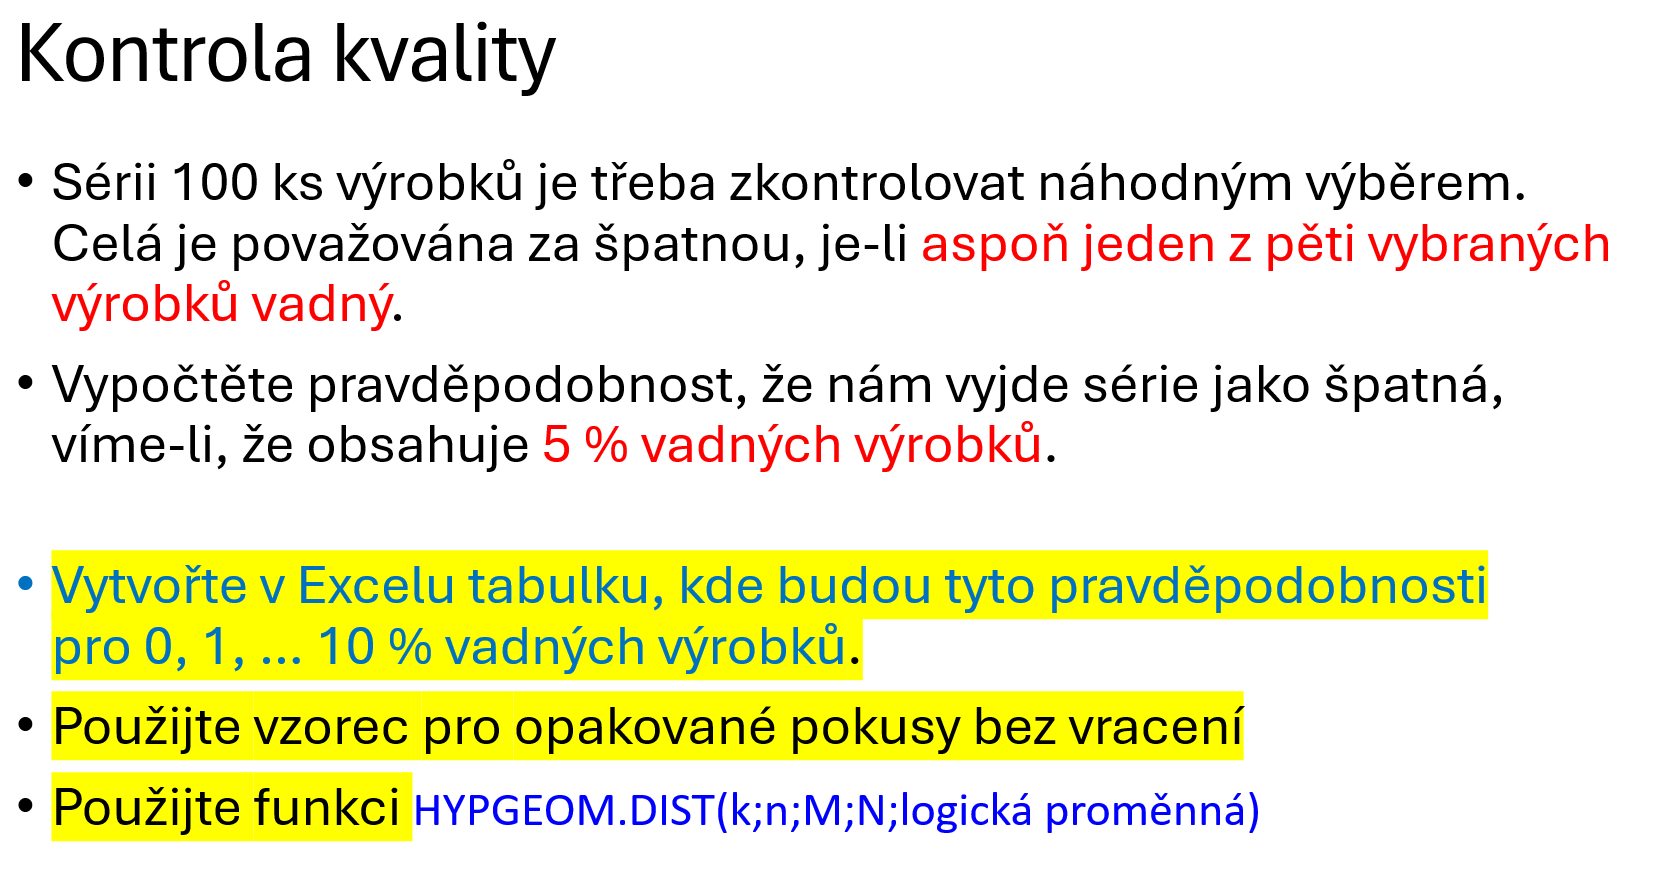 Kontrola kvality
• Sérii 100 ks výrobků je třeba zkontrolovat náhodným výběrem.
Celá je považována za špatnou, je-li aspoň jeden z pěti vybraných
výrobků vadný.
• Vypočtěte pravděpodobnost, že nám vyjde série jako špatná,
víme-li, že obsahuje 5 % vadných výrobků.
• Vytvořte v Excelu tabulku, kde budou tyto pravděpodobnosti
pro 0, 1, ... 10 % vadných výrobků.
• Použijte vzorec pro opakované pokusy bez vracení
• Použijte funkci HYPGEOM.DIST(k;n;M;N;logická proměnná)